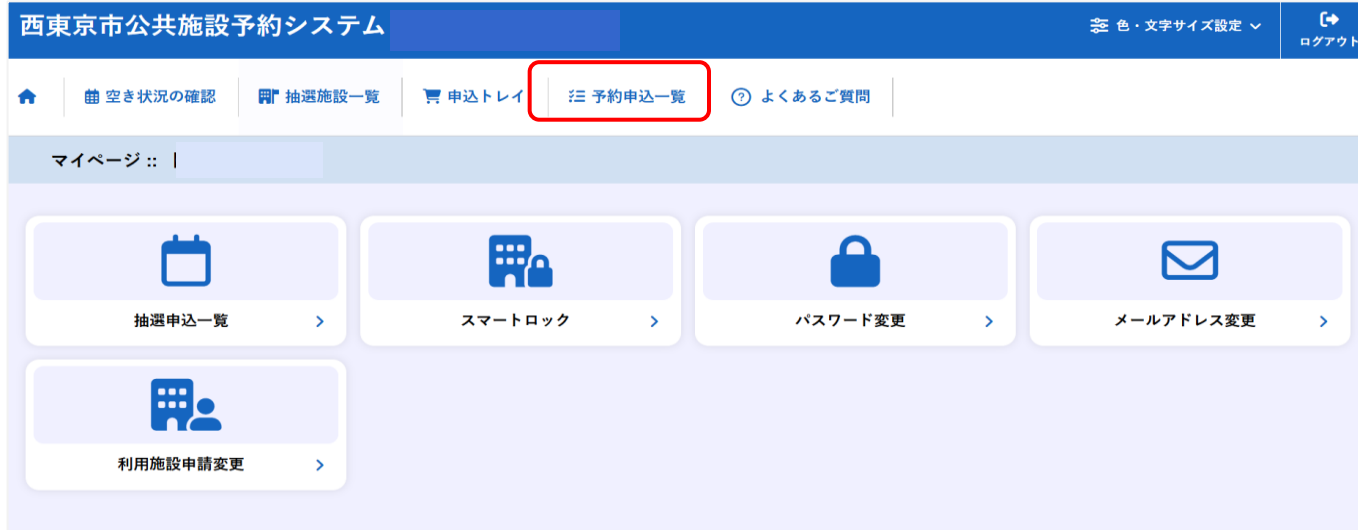 西東京市公共施設予約システム
色・文字サイズ設定
ログアウト
空き状況の確認
抽選施設一覧
申込トレイ
予約申込一覧
よくあるご質問
マイページ ::
抽選申込一覧
スマートロック
パスワード変更
メールアドレス変更
利用施設申請変更